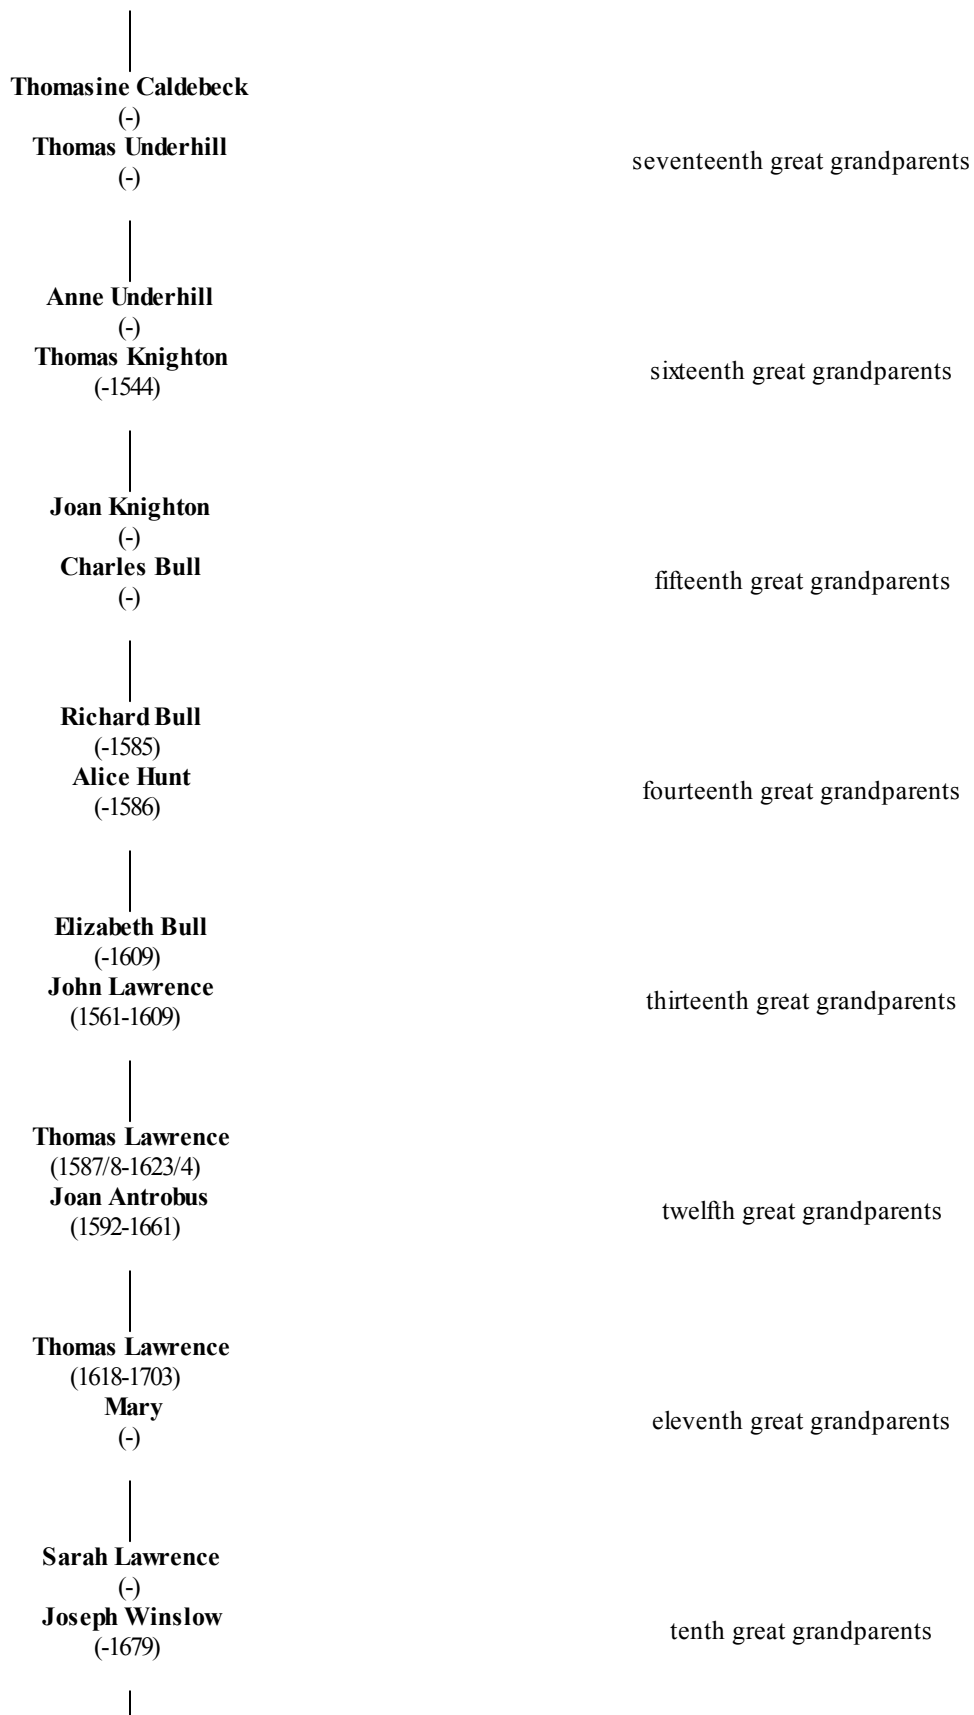 Thomasine Caldebeck
(-)
Thomas Underhill
(-)
seventeenth great grandparents
Anne Underhill
(-)
Thomas Knighton
(-1544)
sixteenth great grandparents
Joan Knighton
(-)
Charles Bull
(-)
fifteenth great grandparents
Richard Bull
(-1585)
Alice Hunt
(-1586)
fourteenth great grandparents
Elizabeth Bull
(-1609)
John Lawrence
(1561-1609)
thirteenth great grandparents
Thomas Lawrence
(1587/8-1623/4)
Joan Antrobus
(1592-1661)
twelfth great grandparents
Thomas Lawrence
(1618-1703)
Mary
(-)
eleventh great grandparents
Sarah Lawrence
(-)
Joseph Winslow
(-1679)
tenth great grandparents